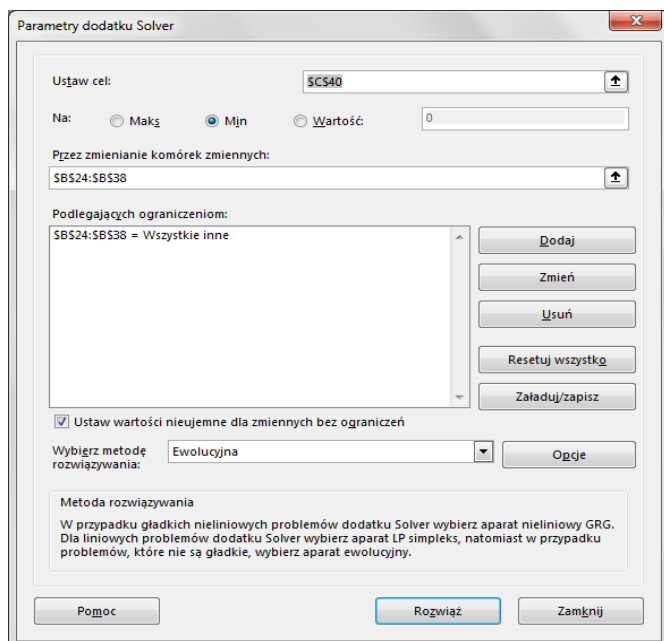 Parametry dodatku Solver
Ustaw cel:
$C$40
Na:
Maks
Min
Wartość:
0
Przez zmienianie komórek zmiennych:
$B$24:$B$38
Podlegających ograniczeniom:
$B$24:$B$38 = Wszystkie inne
Dodaj
Zmień
Usuń
Resetuj wszystko
Załaduj/zapisz
Ustaw wartości nieujemne dla zmiennych bez ograniczeń
Wybierz metodę
rozwiązywania:
Ewolucyjna
Opcje
Metoda rozwiązywania
W przypadku gładkich nieliniowych problemów dodatku Solver wybierz aparat nieliniowy GRG.
Dla liniowych problemów dodatku Solver wybierz aparat LP simpleks, natomiast w przypadku
problemów, które nie są gładkie, wybierz aparat ewolucyjny.
Pomoc
Rozwiąż
Zamknij